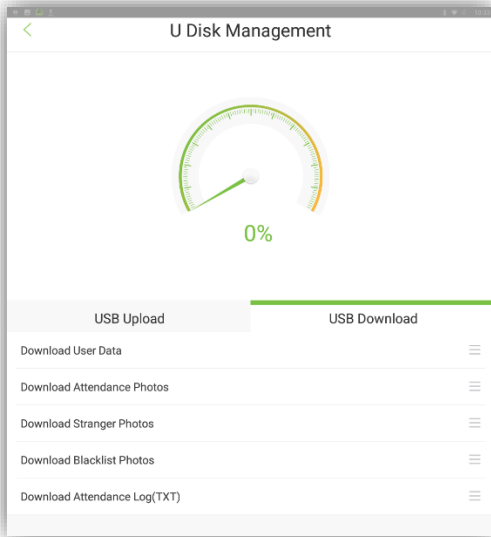 U Disk Management
0%
USB Upload
USB Download
Download User Data
Download Attendance Photos
Download Stranger Photos
Download Blacklist Photos
Download Attendance Log(TXT)